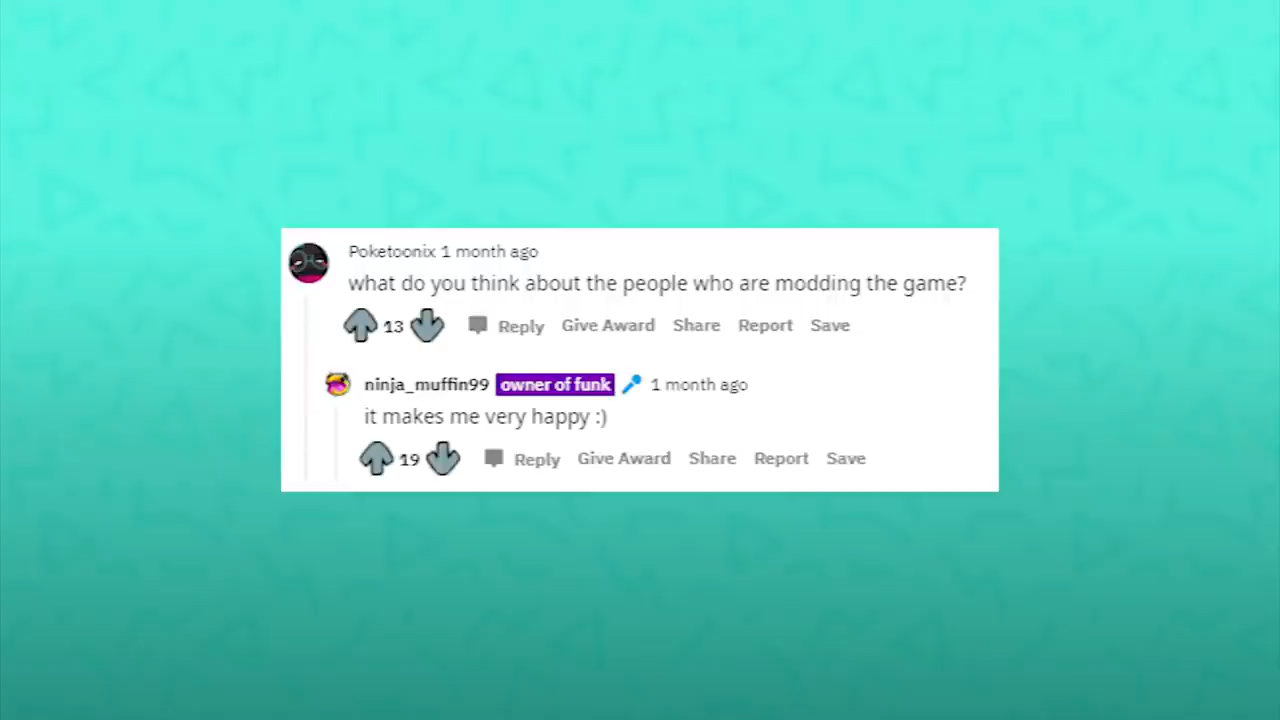 Poketoonix 1 month ago
what do you think about the people who are modding the game?
13 Reply Give Award Share Report Save
ninja_muffin99 owner of funk 1 month ago
it makes me very happy :)
19 Reply Give Award Share Report Save